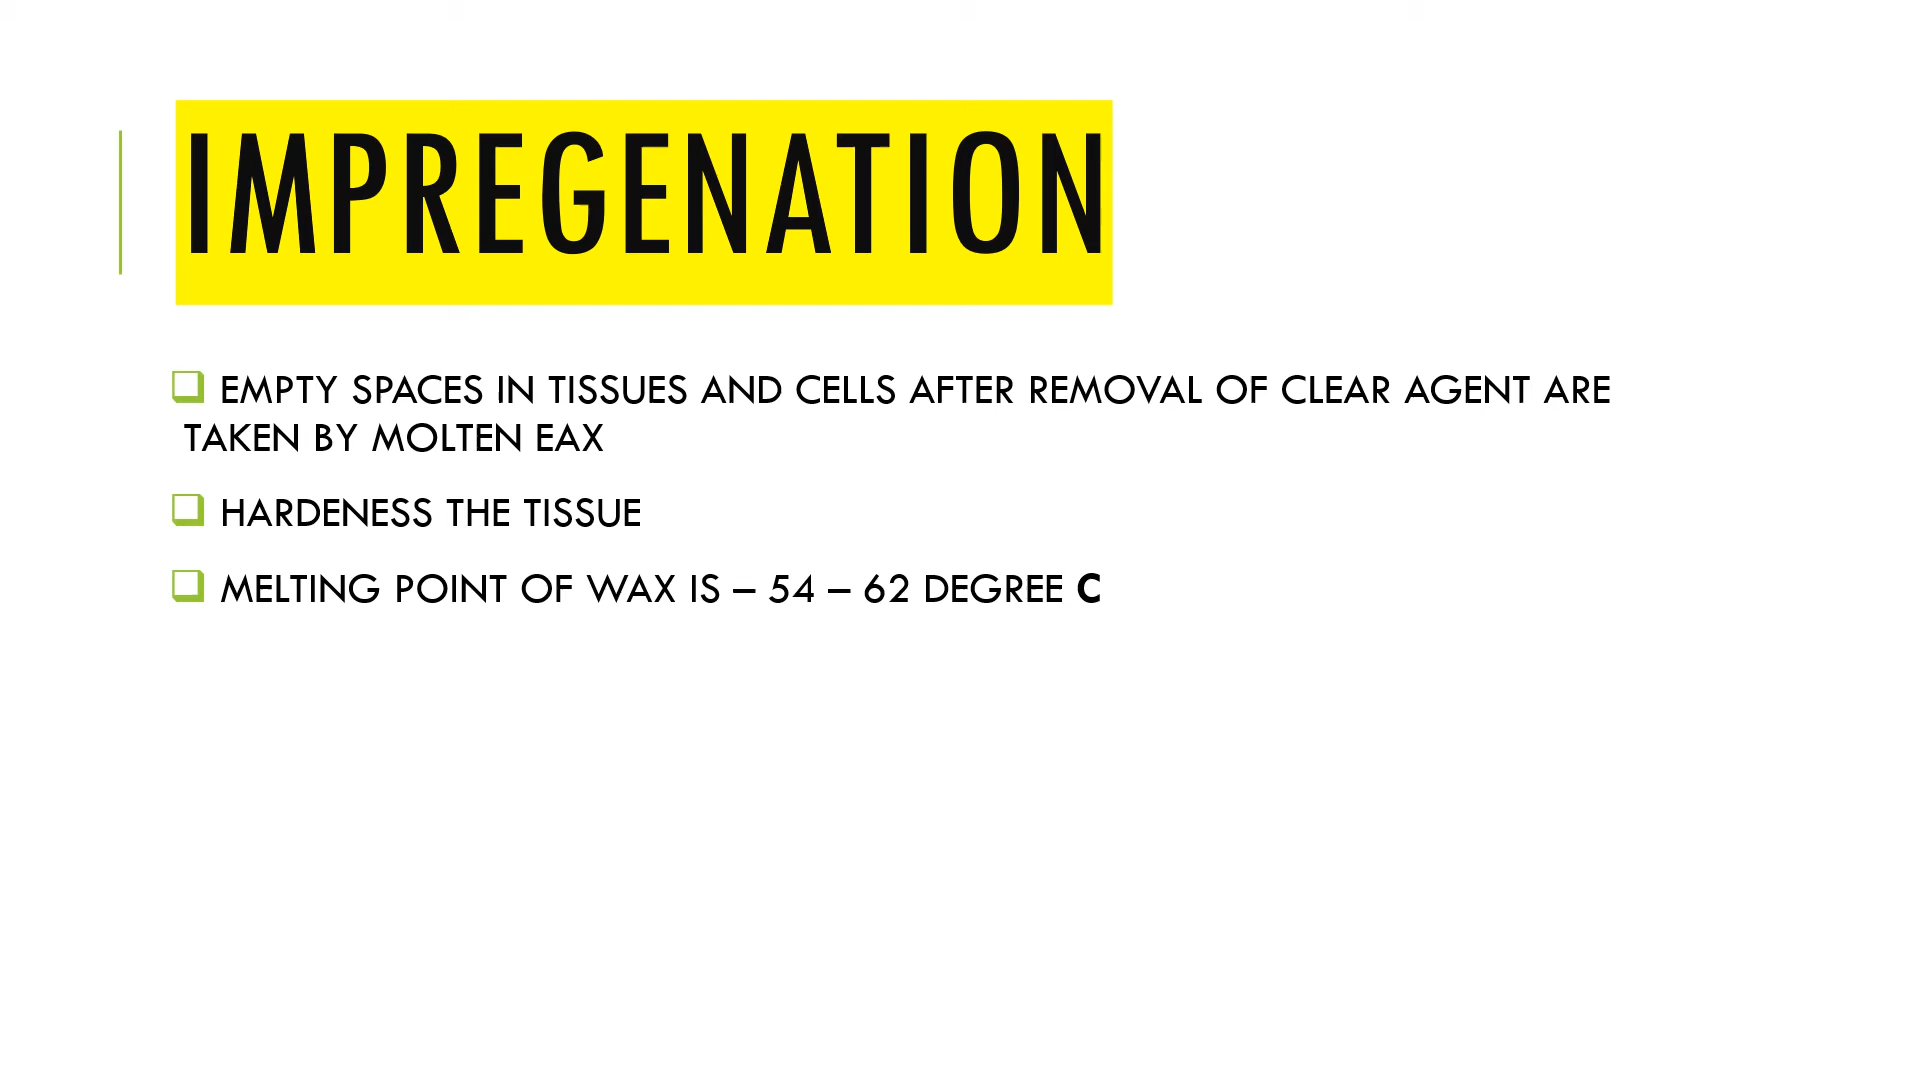 IMPREGENATION
EMPTY SPACES IN TISSUES AND CELLS AFTER REMOVAL OF CLEAR AGENT ARE
TAKEN BY MOLTEN EAX
HARDENESS THE TISSUE
MELTING POINT OF WAX IS – 54 – 62 DEGREE C